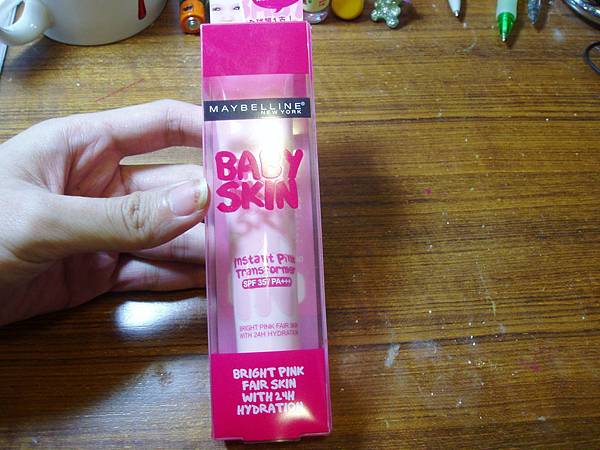 MAYBELLINE
NEW YORK
BABY
SKIN
Instant Pink
Transformer
SPF 35 / PA+++
BRIGHT PINK FAIR SKIN
WITH 24H HYDRATION
BRIGHT PINK
FAIR SKIN
WITH 24H
HYDRATION